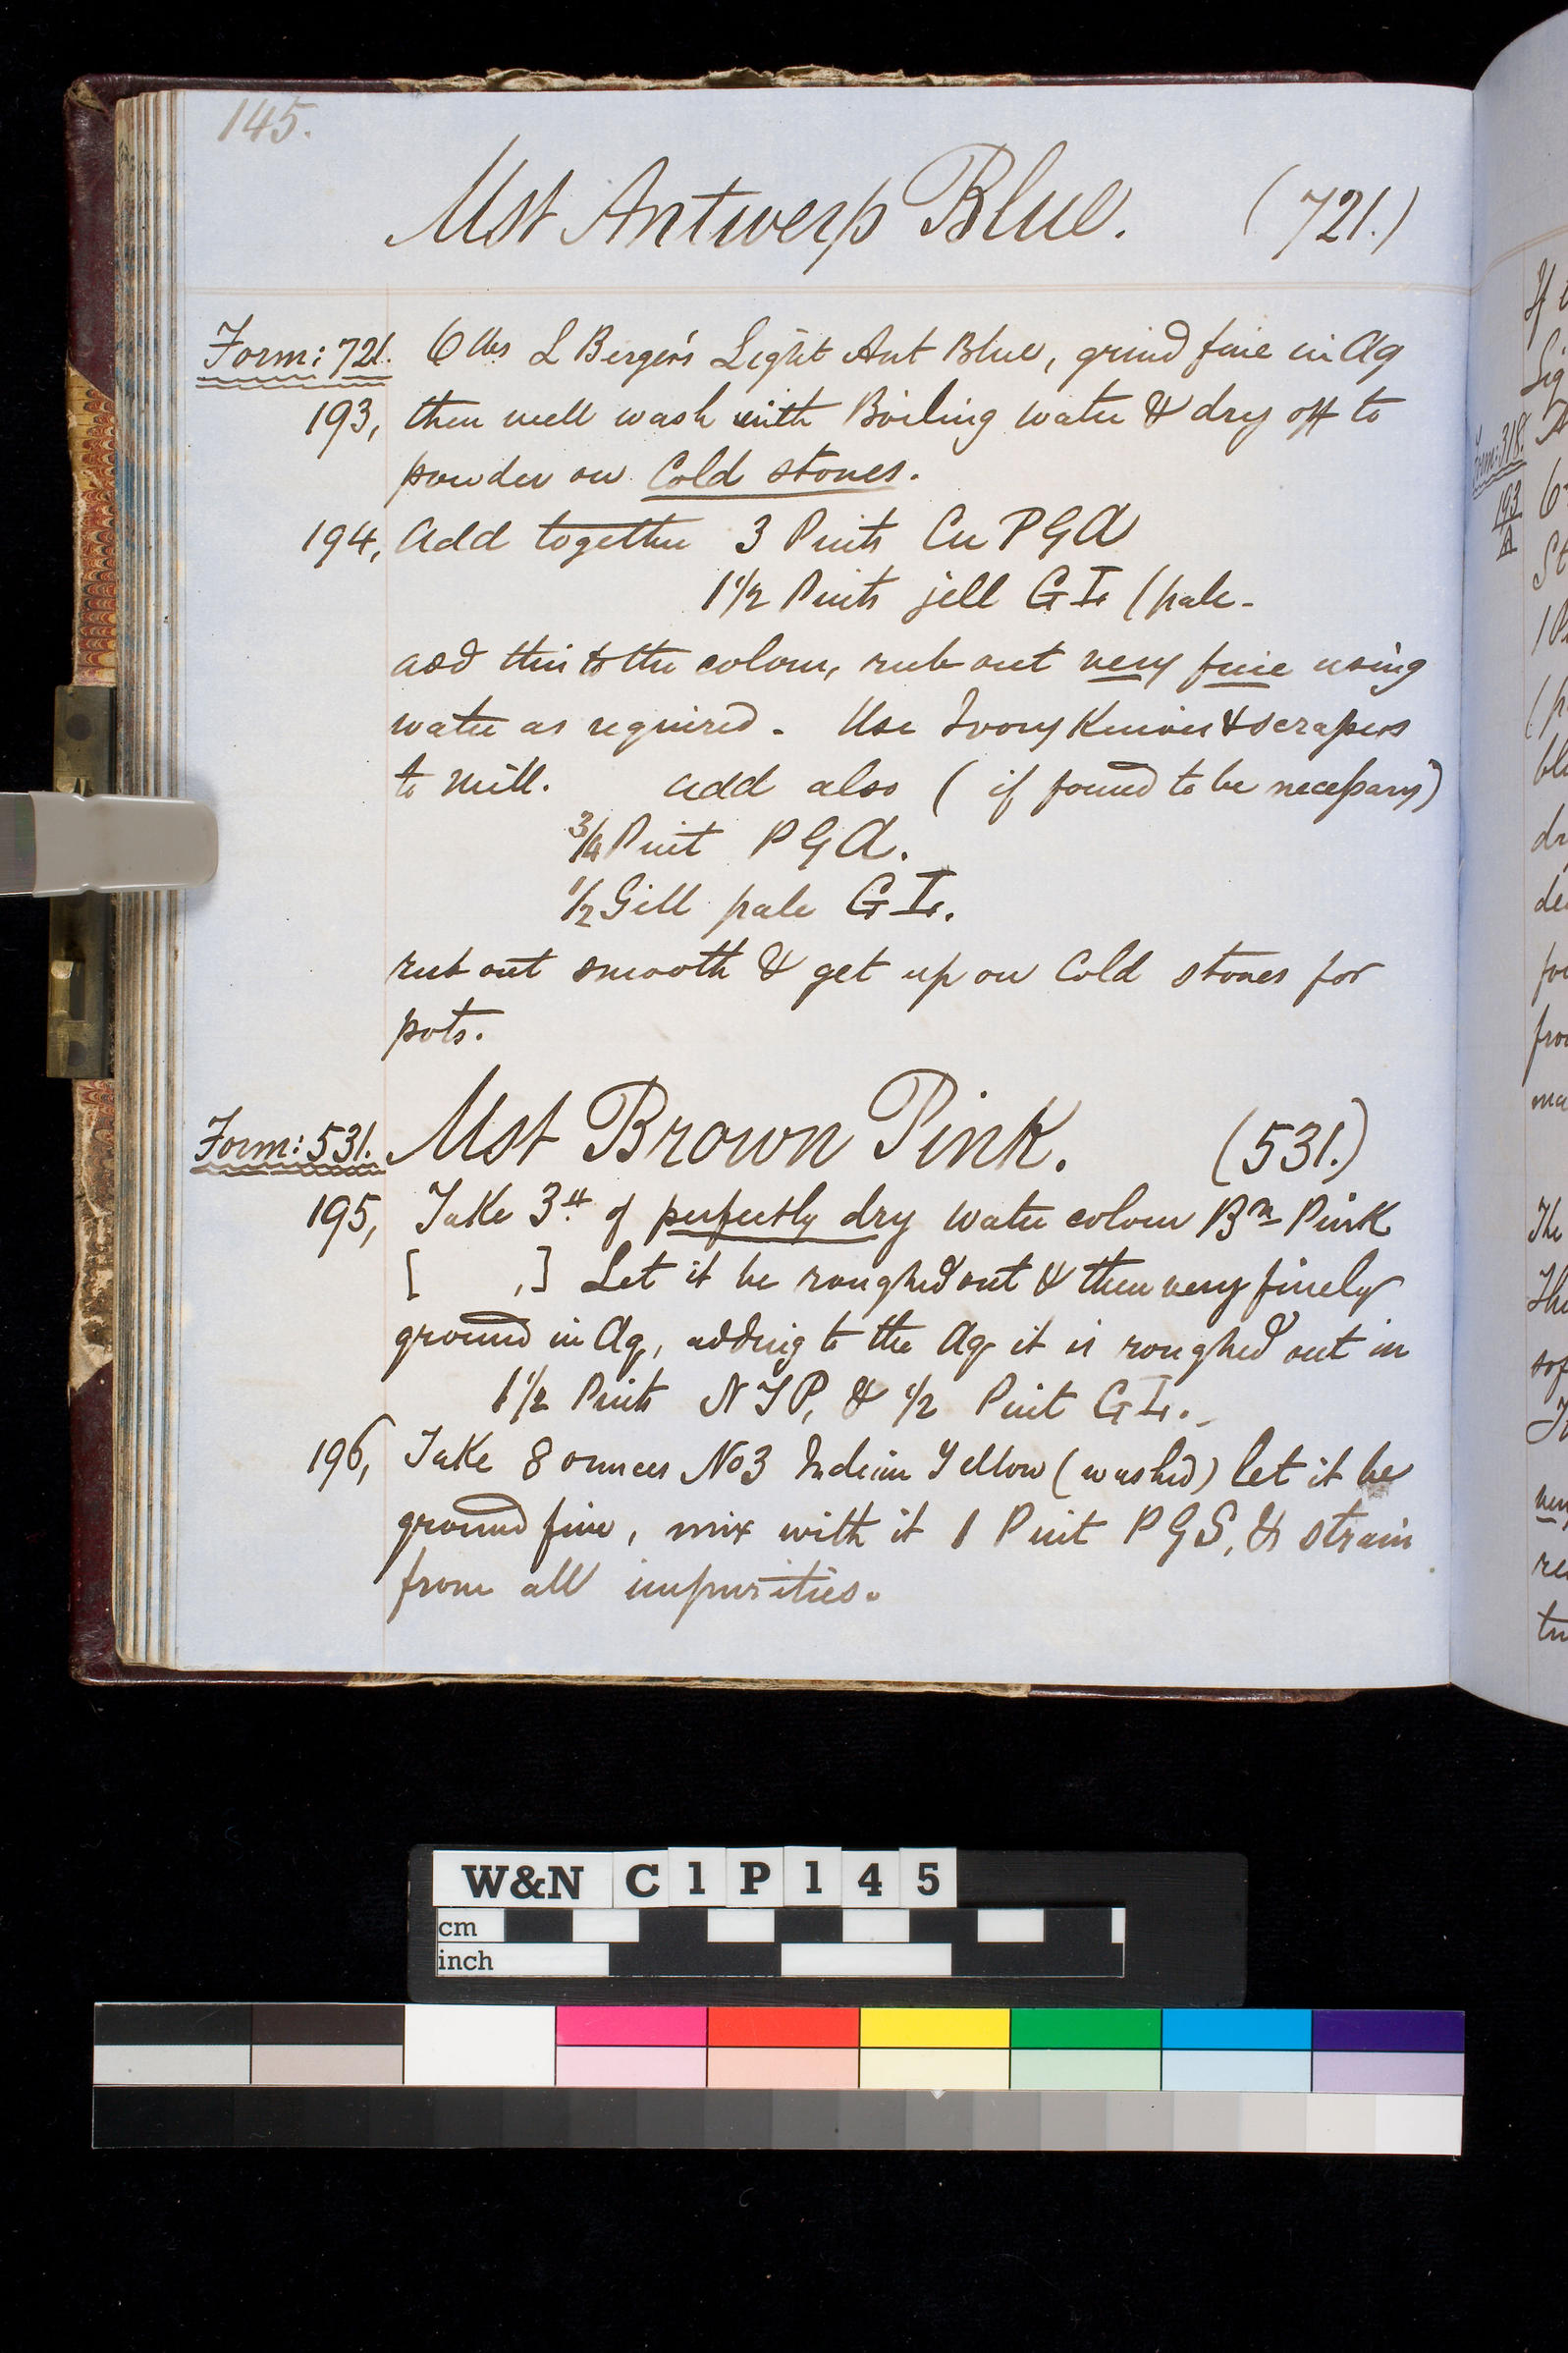 145.
Mst Antwerp Blue. (721.)
Form: 721. 6 lbs L Berger's Light Ant Blue, grind fine in Aq
193, then well wash with Boiling water & dry off to
powder on Cold stones.
194, Add together 3 Pints Cu P G A
1 1/2 Pints jell G I. (pale-
add this to the colour, rub out very fine using
water as required. Use Ivory Knives & scrapers
to Mill. add also ( if found to be necessary)
3/4 Pint P G A.
1/2 Gill pale G I.
rub out smooth & get up on Cold stones for
pots.
Form: 531. Mst Brown Pink. (531.)
195, Take 3 of perfectly dry water colour Bn Pink
[ ,] Let it be roughed out & then very finely
ground in Aq, adding to the Aq it is roughed out in
1 1/2 Pints N T P, & 1/2 Pint G I.
196, Take 8 ounces No 3 Indian Yellow (washed) let it be
ground fine, mix with it 1 Pint P G S, & strain
from all impurities.
Form: 318.
193
A
W&N C 1 P 1 4 5
cm
inch